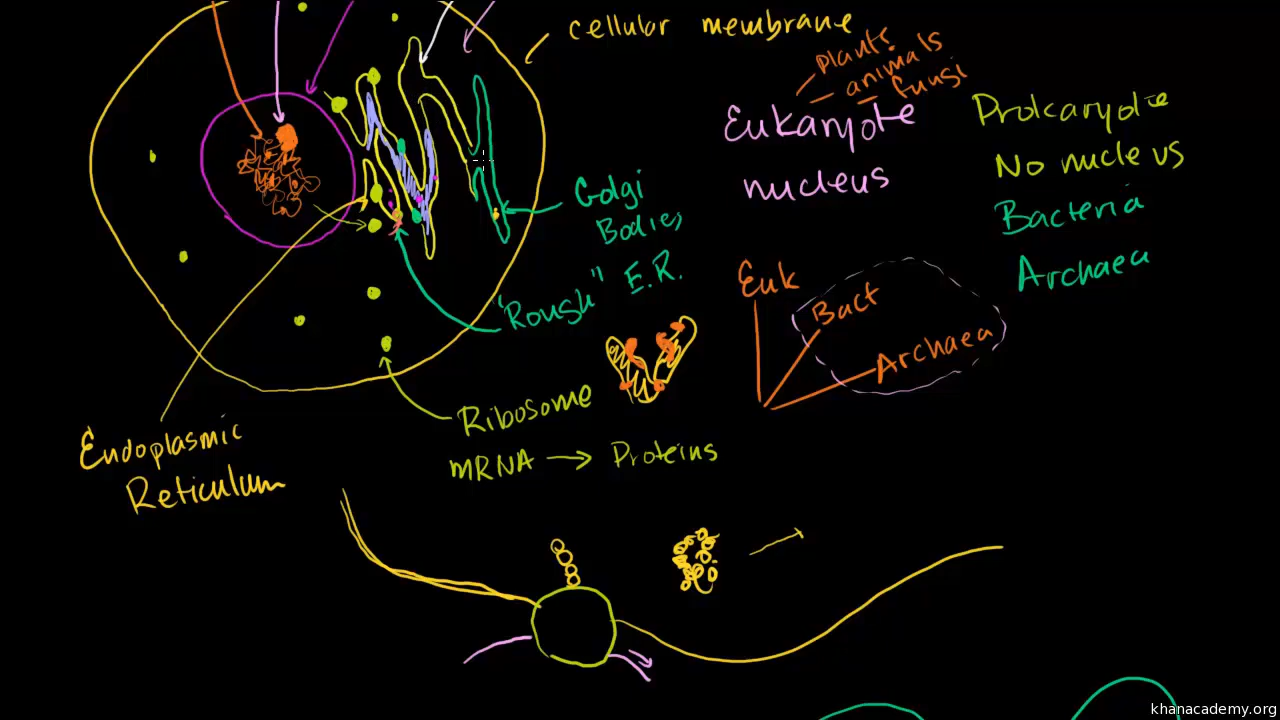 cellular membrane
plants
animals
fungi
Eukaryote
nucleus
Prokaryote
No nucleus
Bacteria
Archaea
Golgi
Bodies
"Rough" E.R.
Euk
Bact
Archaea
Ribosome
mRNA → Proteins
Endoplasmic
Reticulum
khanacademy.org